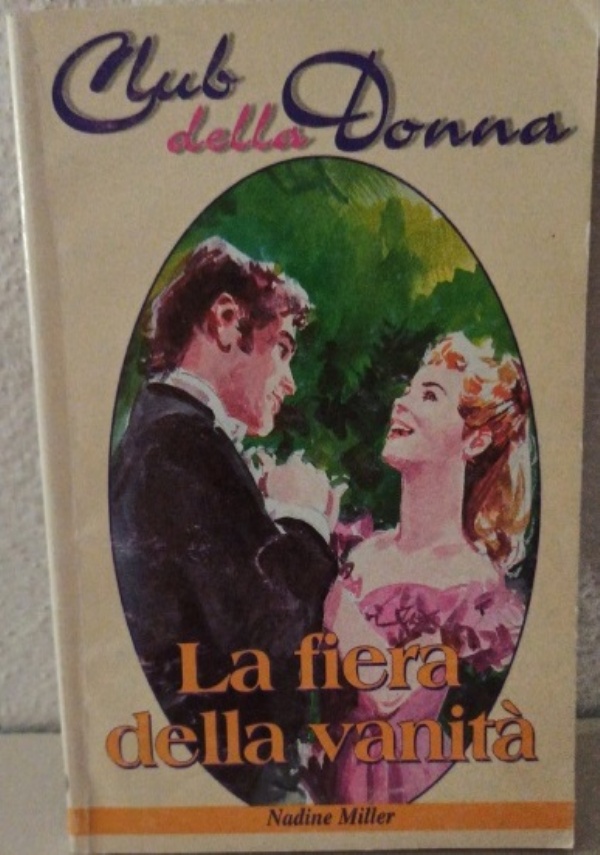 Club
della Donna
La fiera
della vanità
Nadine Miller